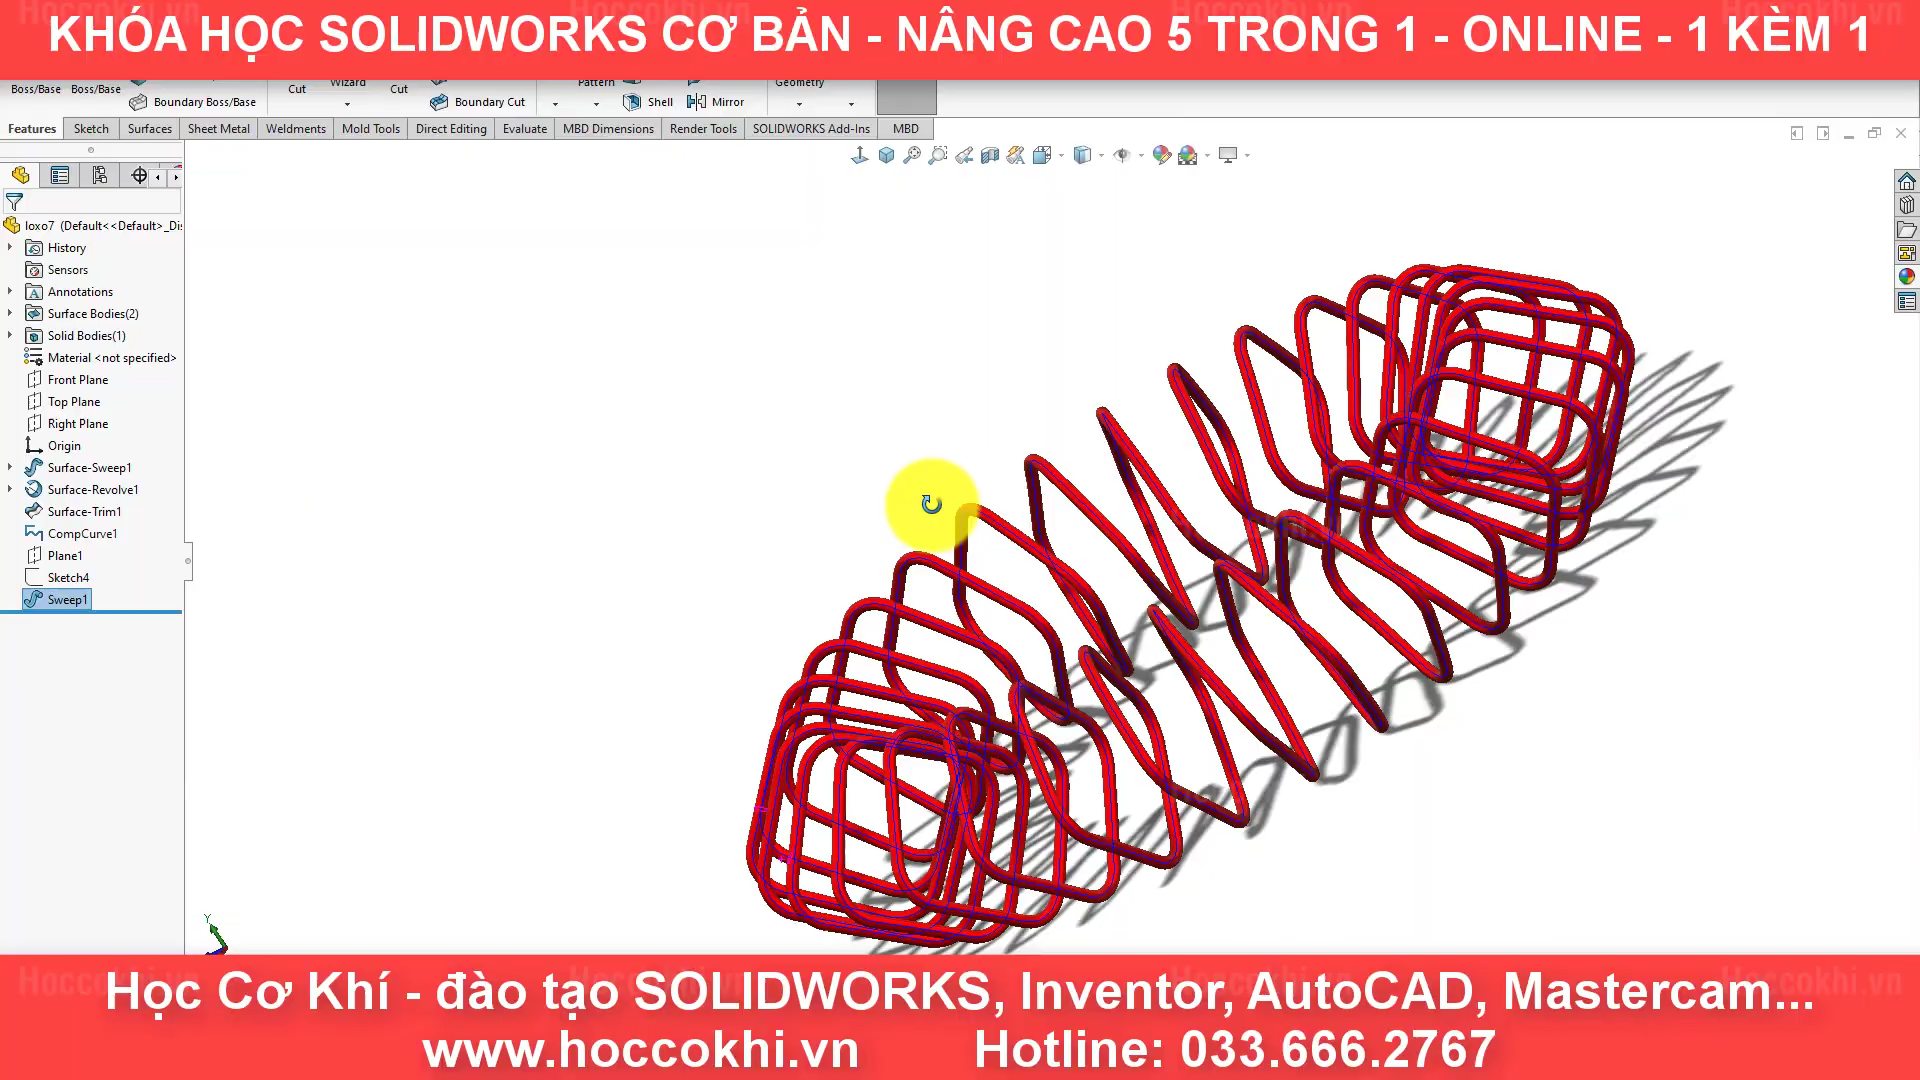 KHÓA HỌC SOLIDWORKS CƠ BẢN - NÂNG CAO 5 TRONG 1 - ONLINE - 1 KÈM 1
Boss/Base Boss/Base Cut Wizard Cut Pattern Geometry
Boundary Boss/Base Boundary Cut Shell Mirror
Features Sketch Surfaces Sheet Metal Weldments Mold Tools Direct Editing Evaluate MBD Dimensions Render Tools SOLIDWORKS Add-Ins MBD
loxo7 (Default<<Default>_Di
History
Sensors
Annotations
Surface Bodies(2)
Solid Bodies(1)
Material <not specified>
Front Plane
Top Plane
Right Plane
Origin
Surface-Sweep1
Surface-Revolve1
Surface-Trim1
CompCurve1
Plane1
Sketch4
Sweep1
Y
Học Cơ Khí - đào tạo SOLIDWORKS, Inventor, AutoCAD, Mastercam...
www.hoccokhi.vn Hotline: 033.666.2767